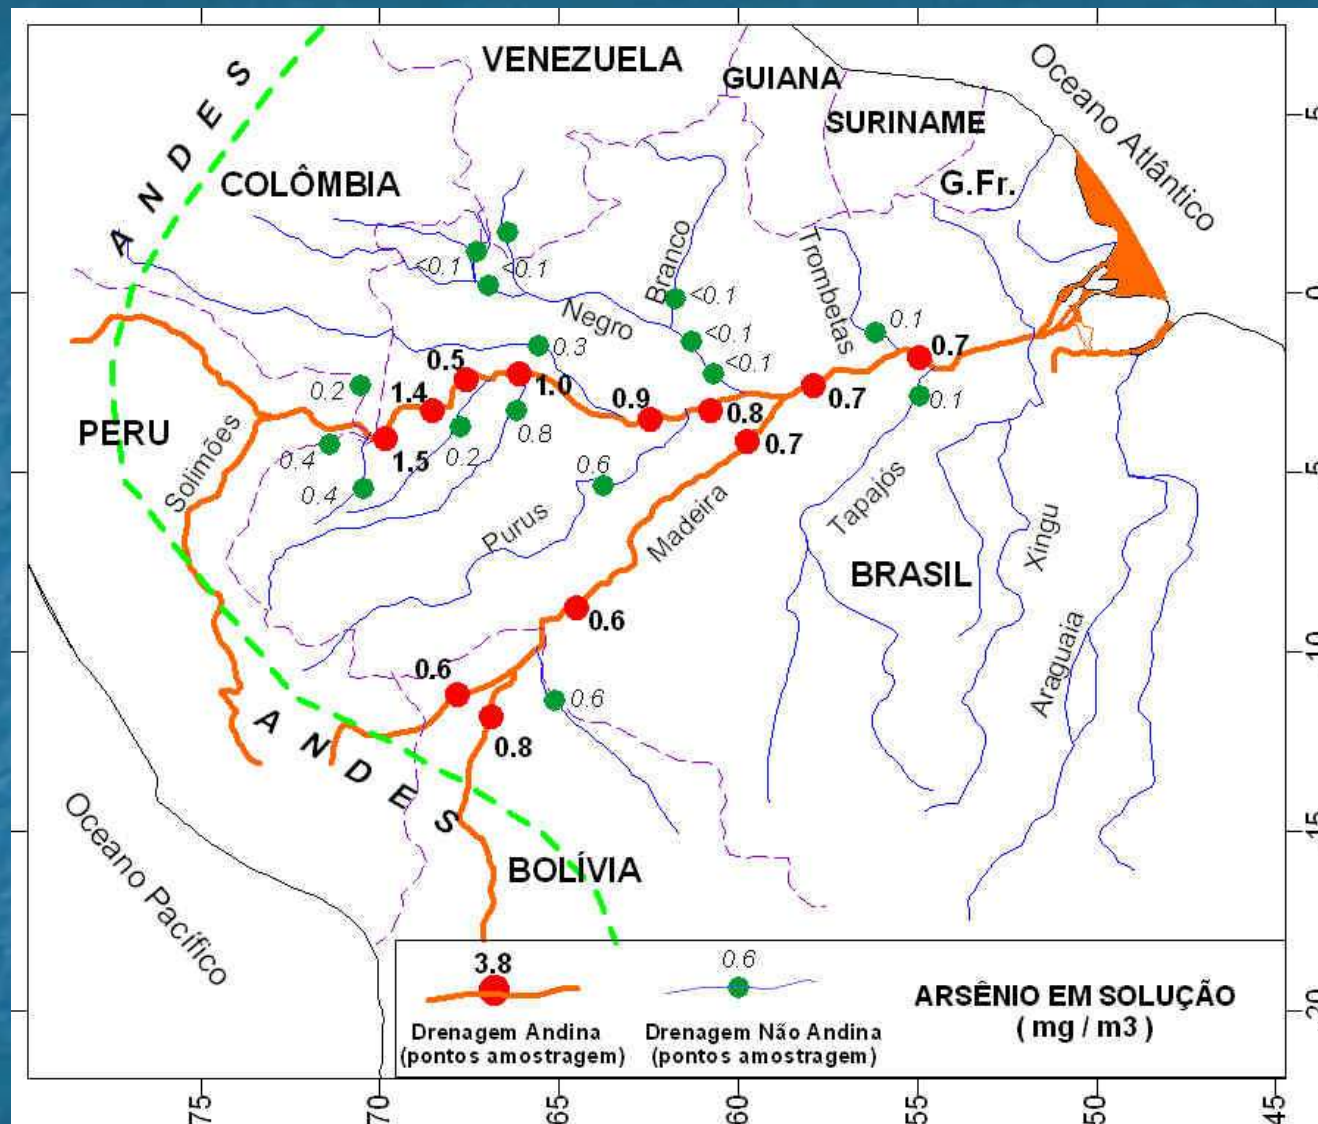 VENEZUELA
GUIANA
SURINAME
G.Fr.
Oceano Atlântico
ANDES
COLÔMBIA
5
<0.1
<0.1
Branco
<0.1
Trombetas
0
Negro
<0.1
0.1
0.3
<0.1
0.7
0.5
0.2
1.4
1.0
0.9
0.8
0.7
0.1
PERU
Solimões
1.5
0.4
0.2
0.8
0.7
0.4
0.6
5
Purus
Madeira
Tapajós
Xingu
BRASIL
0.6
Araguaia
10
0.6
0.6
0.8
ANDES
Oceano Pacífico
15
BOLÍVIA
3.8
0.6
ARSÊNIO EM SOLUÇÃO
( mg / m3 )
Drenagem Andina
(pontos amostragem)
Drenagem Não Andina
(pontos amostragem)
20
75
70
65
60
55
50
45